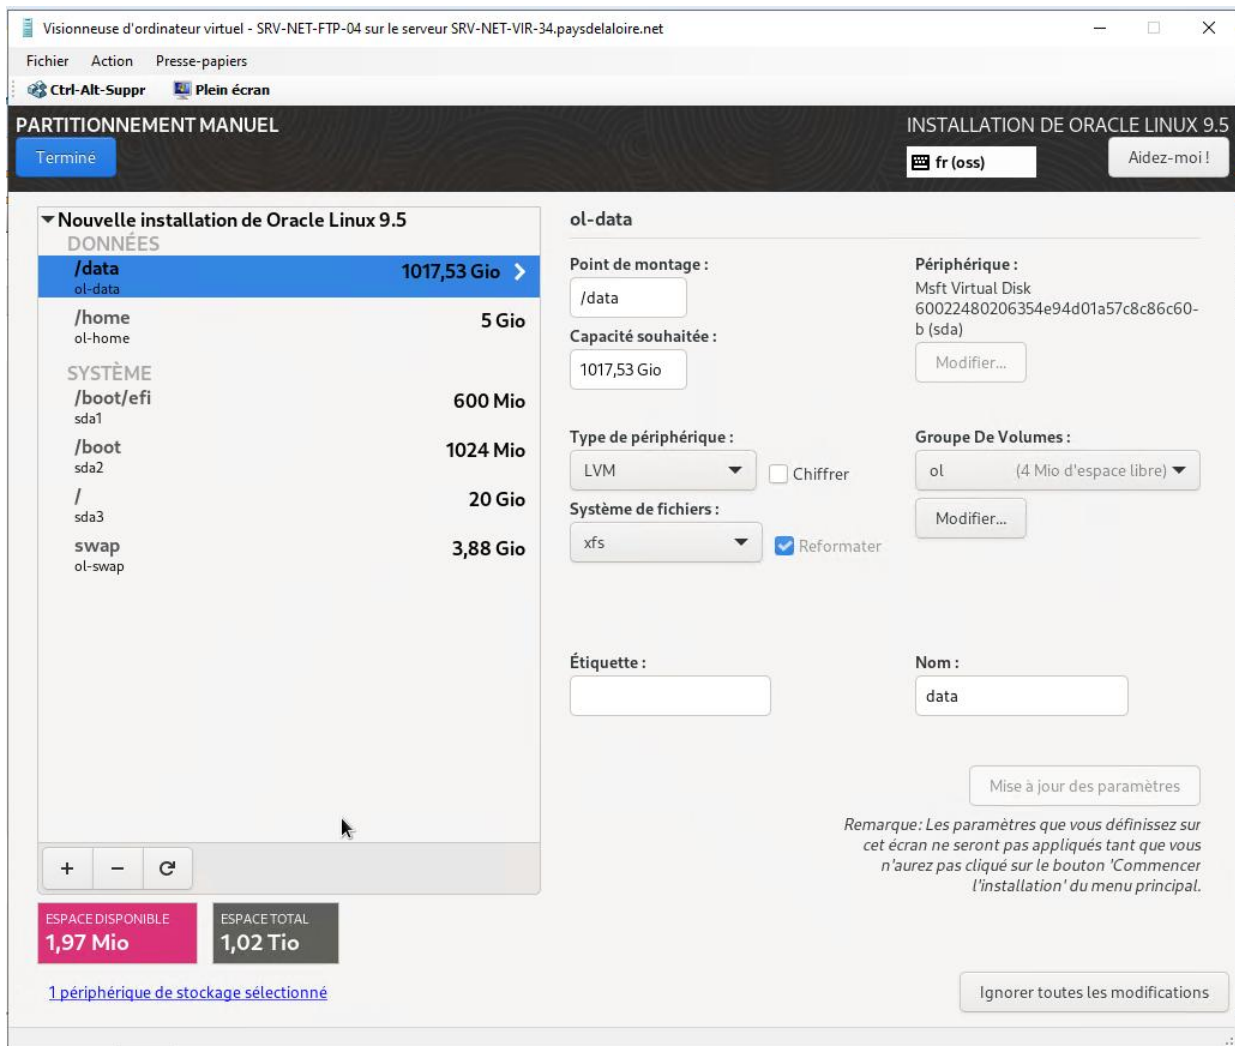 Visionneuse d'ordinateur virtuel - SRV-NET-FTP-04 sur le serveur SRV-NET-VIR-34.paysdelaloire.net
Fichier Action Presse-papiers
Ctrl-Alt-Suppr Plein écran
PARTITIONNEMENT MANUEL
INSTALLATION DE ORACLE LINUX 9.5
Terminé
fr (oss)
Aidez-moi !
Nouvelle installation de Oracle Linux 9.5
DONNÉES
/data 1017,53 Gio
ol-data
/home 5 Gio
ol-home
SYSTÈME
/boot/efi 600 Mio
sda1
/boot 1024 Mio
sda2
/ 20 Gio
sda3
swap 3,88 Gio
ol-swap
+ −
ESPACE DISPONIBLE
1,97 Mio
ESPACE TOTAL
1,02 Tio
1 périphérique de stockage sélectionné
ol-data
Point de montage :
/data
Capacité souhaitée :
1017,53 Gio
Périphérique :
Msft Virtual Disk
60022480206354e94d01a57c8c86c60-
b (sda)
Modifier...
Type de périphérique :
LVM
Chiffrer
Groupe De Volumes :
ol (4 Mio d'espace libre)
Modifier...
Système de fichiers :
xfs
Reformater
Étiquette :
Nom :
data
Mise à jour des paramètres
Remarque : Les paramètres que vous définissez sur
cet écran ne seront pas appliqués tant que vous
n'aurez pas cliqué sur le bouton 'Commencer
l'installation' du menu principal.
Ignorer toutes les modifications